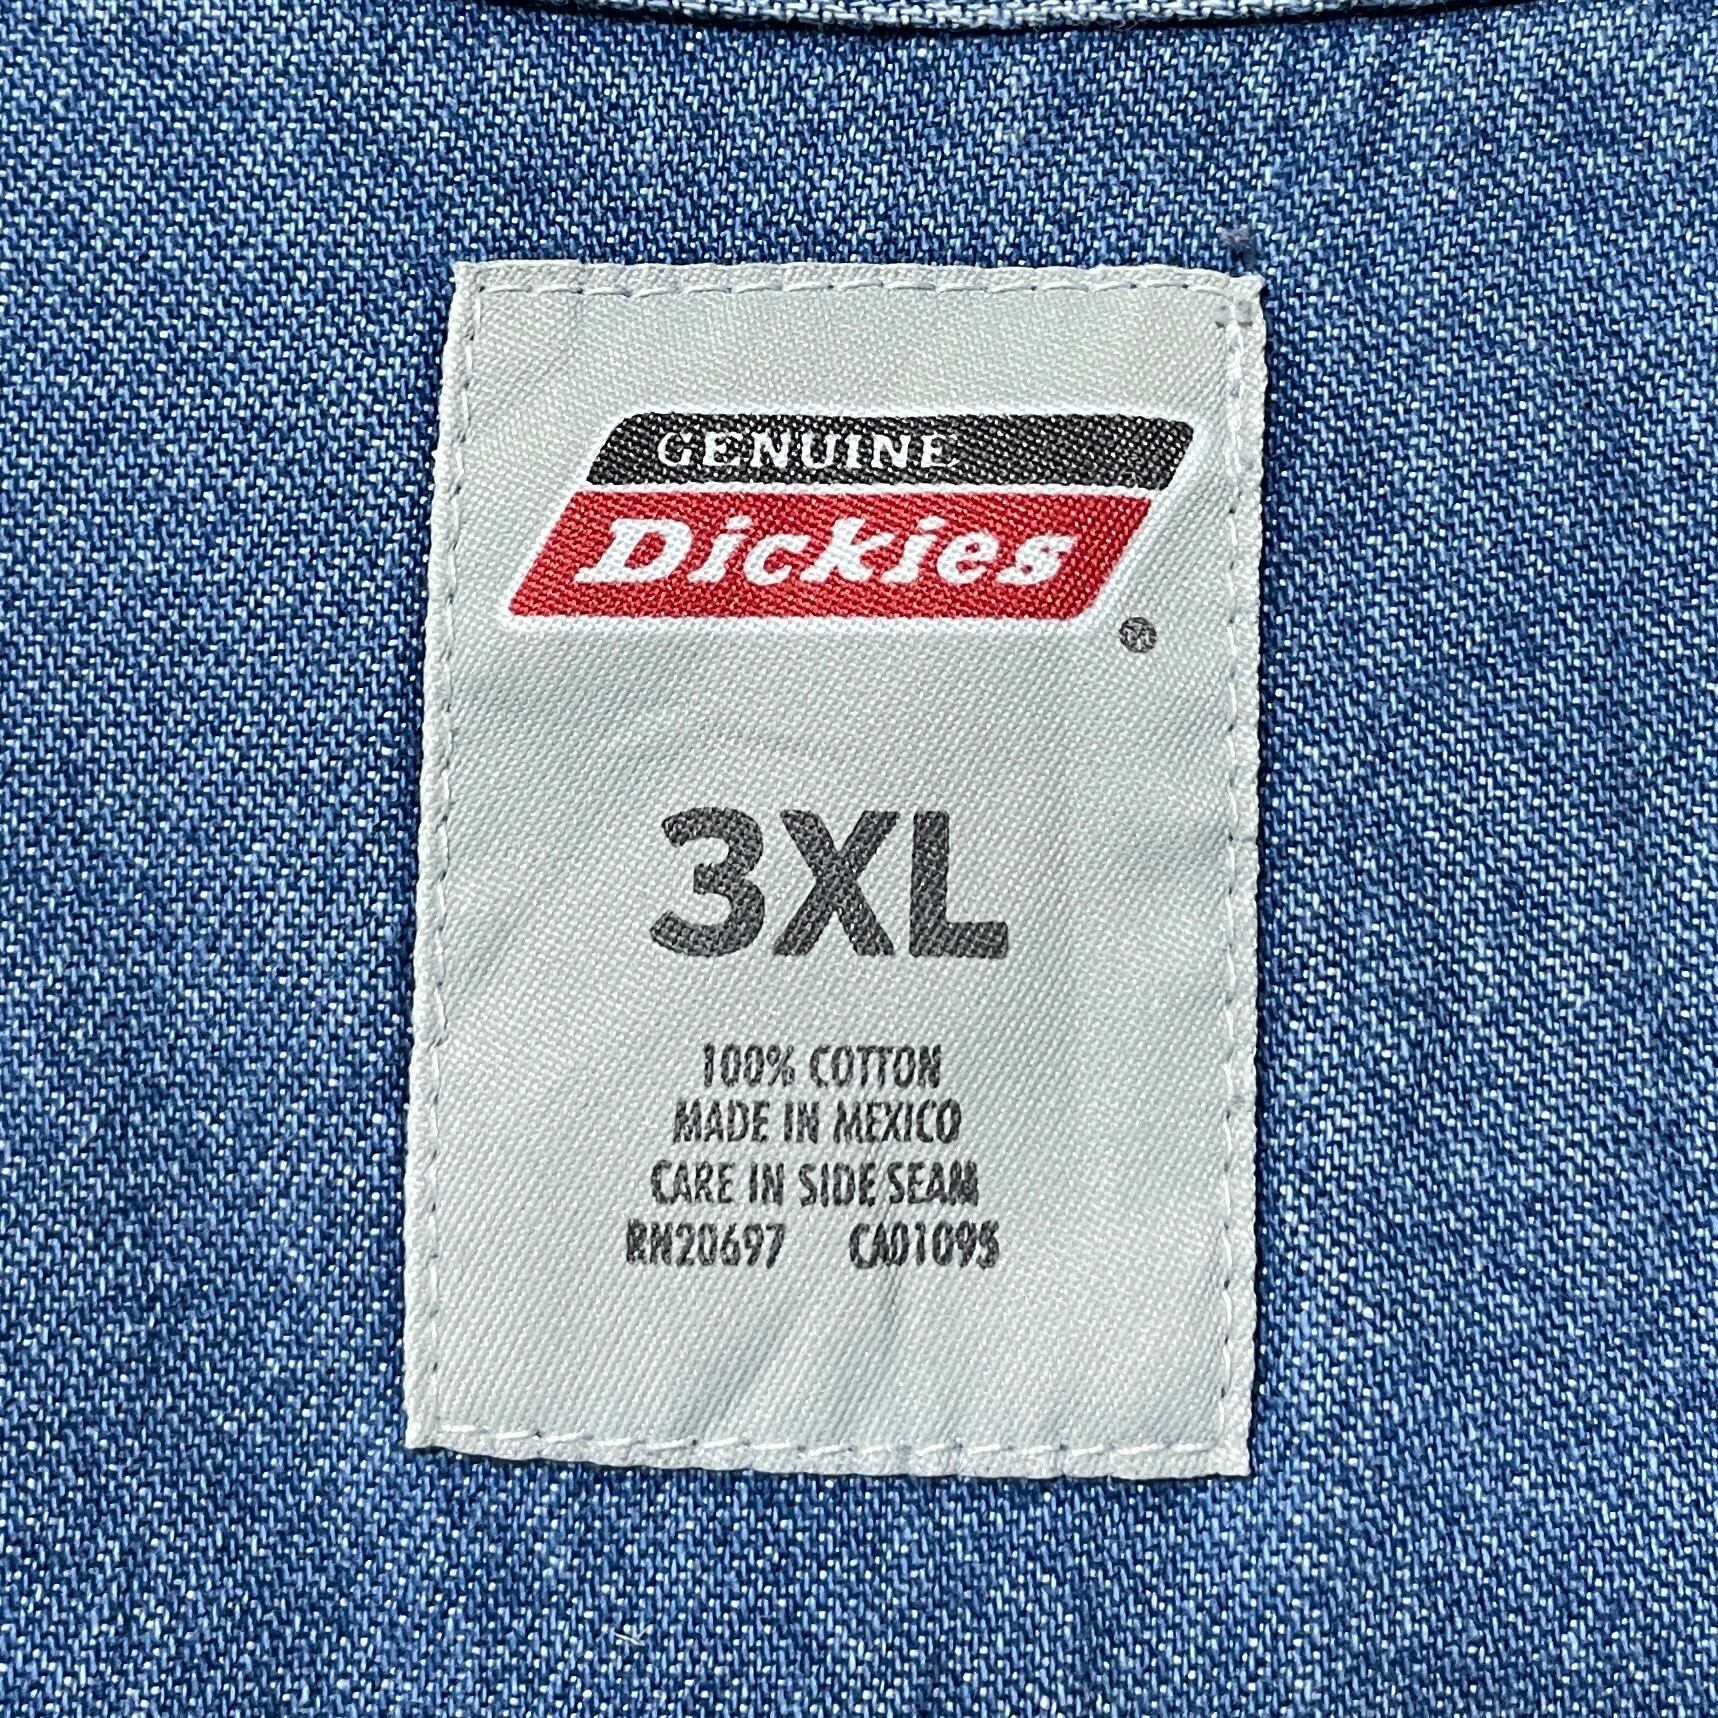 GENUINE
Dickies
®
3XL
100% COTTON
MADE IN MEXICO
CARE IN SIDE SEAM
RN20697 CA01095